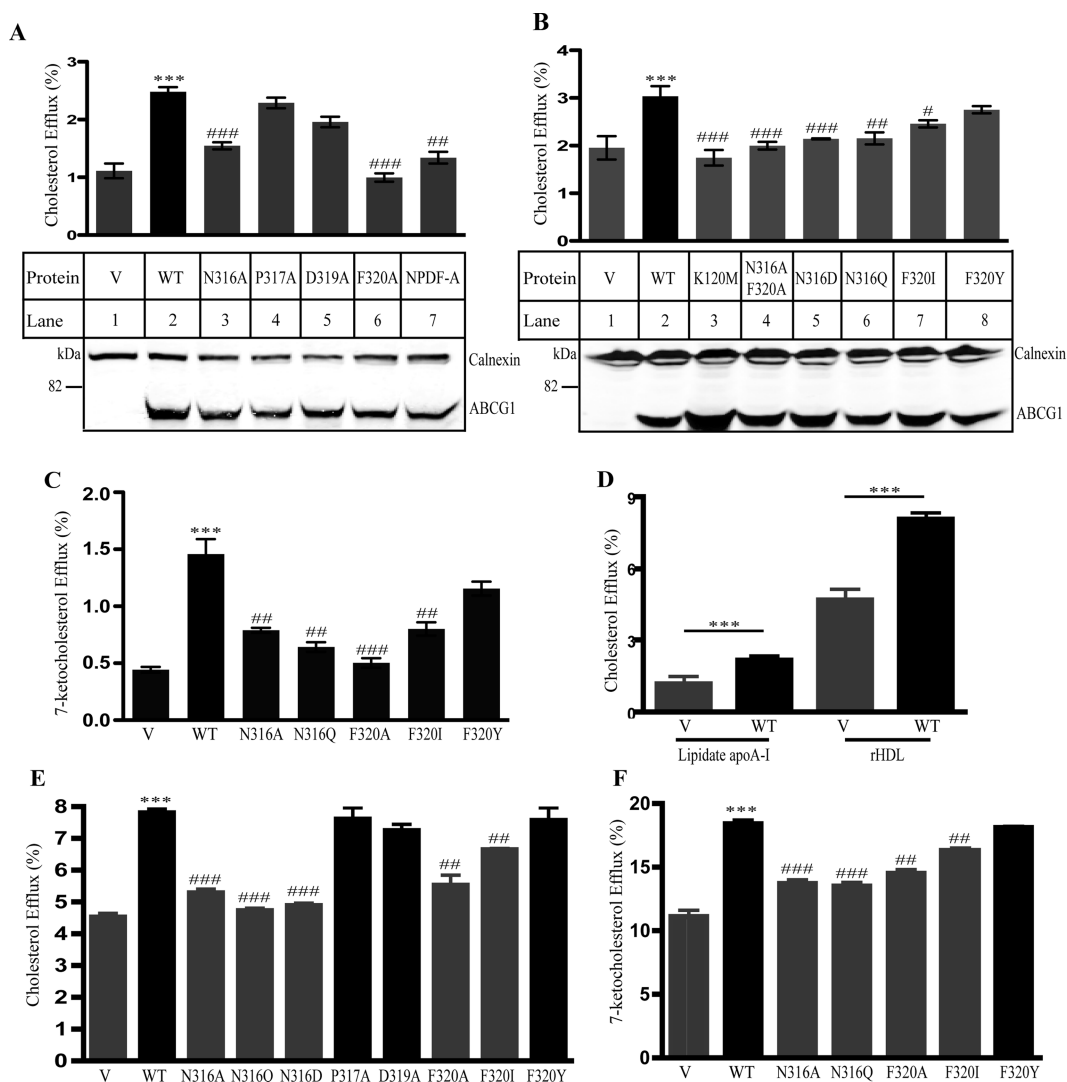 A
Cholesterol Efflux (%)
3
2
1
0
***
###
###
##
Protein V WT N316A P317A D319A F320A NPDF-A
Lane 1 2 3 4 5 6 7
kDa
82
Calnexin
ABCG1
B
Cholesterol Efflux (%)
4
3
2
1
0
***
###
###
###
##
#
Protein V WT K120M N316A F320A N316D N316Q F320I F320Y
Lane 1 2 3 4 5 6 7 8
kDa
82
Calnexin
ABCG1
C
7-ketocholesterol Efflux (%)
2.0
1.5
1.0
0.5
0.0
***
##
##
###
##
V WT N316A N316Q F320A F320I F320Y
D
Cholesterol Efflux (%)
9
6
3
0
***
***
V WT V WT
Lipidate apoA-I rHDL
E
Cholesterol Efflux (%)
8
7
6
5
4
3
2
1
0
***
###
###
###
##
##
V WT N316A N316Q N316D P317A D319A F320A F320I F320Y
F
7-ketocholesterol Efflux (%)
20
15
10
5
0
***
###
###
##
##
V WT N316A N316Q F320A F320I F320Y